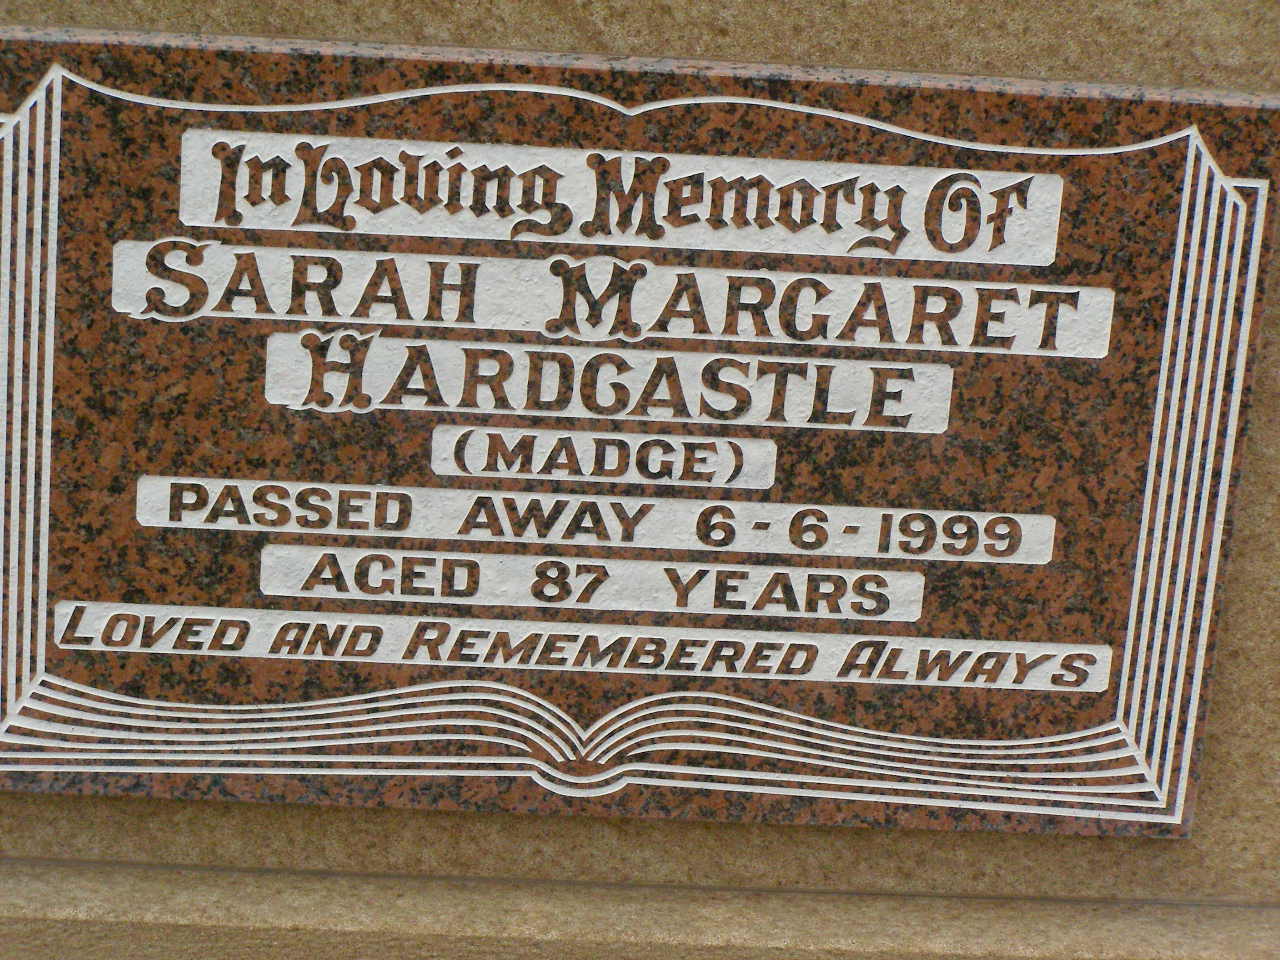 In Loving Memory Of
SARAH MARGARET
HARDCASTLE
(MADGE)
PASSED AWAY 6-6-1999
AGED 87 YEARS
LOVED AND REMEMBERED ALWAYS